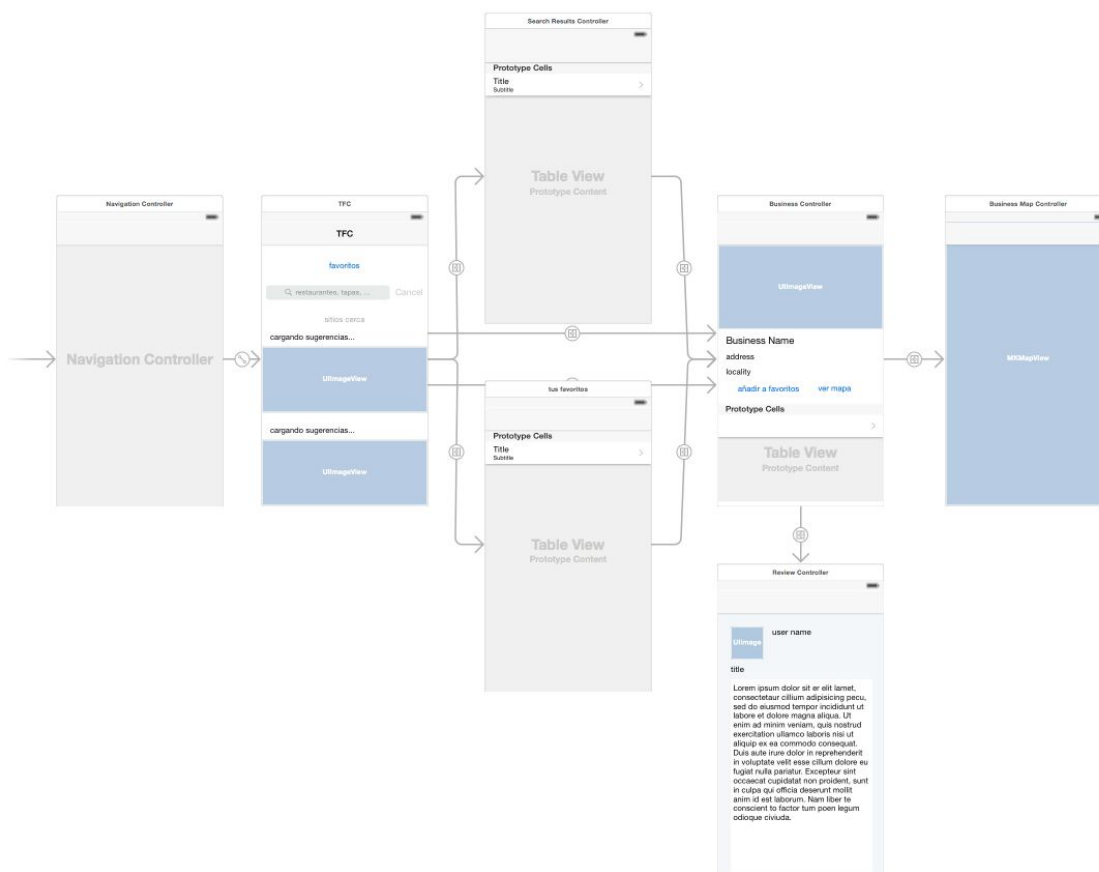 Search Results Controller
Prototype Cells
Title
Subtitle
Table View
Prototype Content
Navigation Controller
Navigation Controller
TFC
TFC
favoritos
restaurantes, tapas, ...
Cancel
sitios cerca
cargando sugerencias...
UIImageView
cargando sugerencias...
UIImageView
tus favoritos
Prototype Cells
Title
Subtitle
Table View
Prototype Content
Business Controller
UIImageView
Business Name
address
locality
añadir a favoritos
ver mapa
Prototype Cells
Table View
Prototype Content
Business Map Controller
MKMapView
Review Controller
UIImage
user name
title
Lorem ipsum dolor sit er elit lamet,
consectetaur cillium adipisicing pecu,
sed do eiusmod tempor incididunt ut
labore et dolore magna aliqua. Ut
enim ad minim veniam, quis nostrud
exercitation ullamco laboris nisi ut
aliquip ex ea commodo consequat.
Duis aute irure dolor in reprehenderit
in voluptate velit esse cillum dolore eu
fugiat nulla pariatur. Excepteur sint
occaecat cupidatat non proident, sunt
in culpa qui officia deserunt mollit
anim id est laborum. Nam liber te
conscient to factor tum poen legum
odioque civiuda.